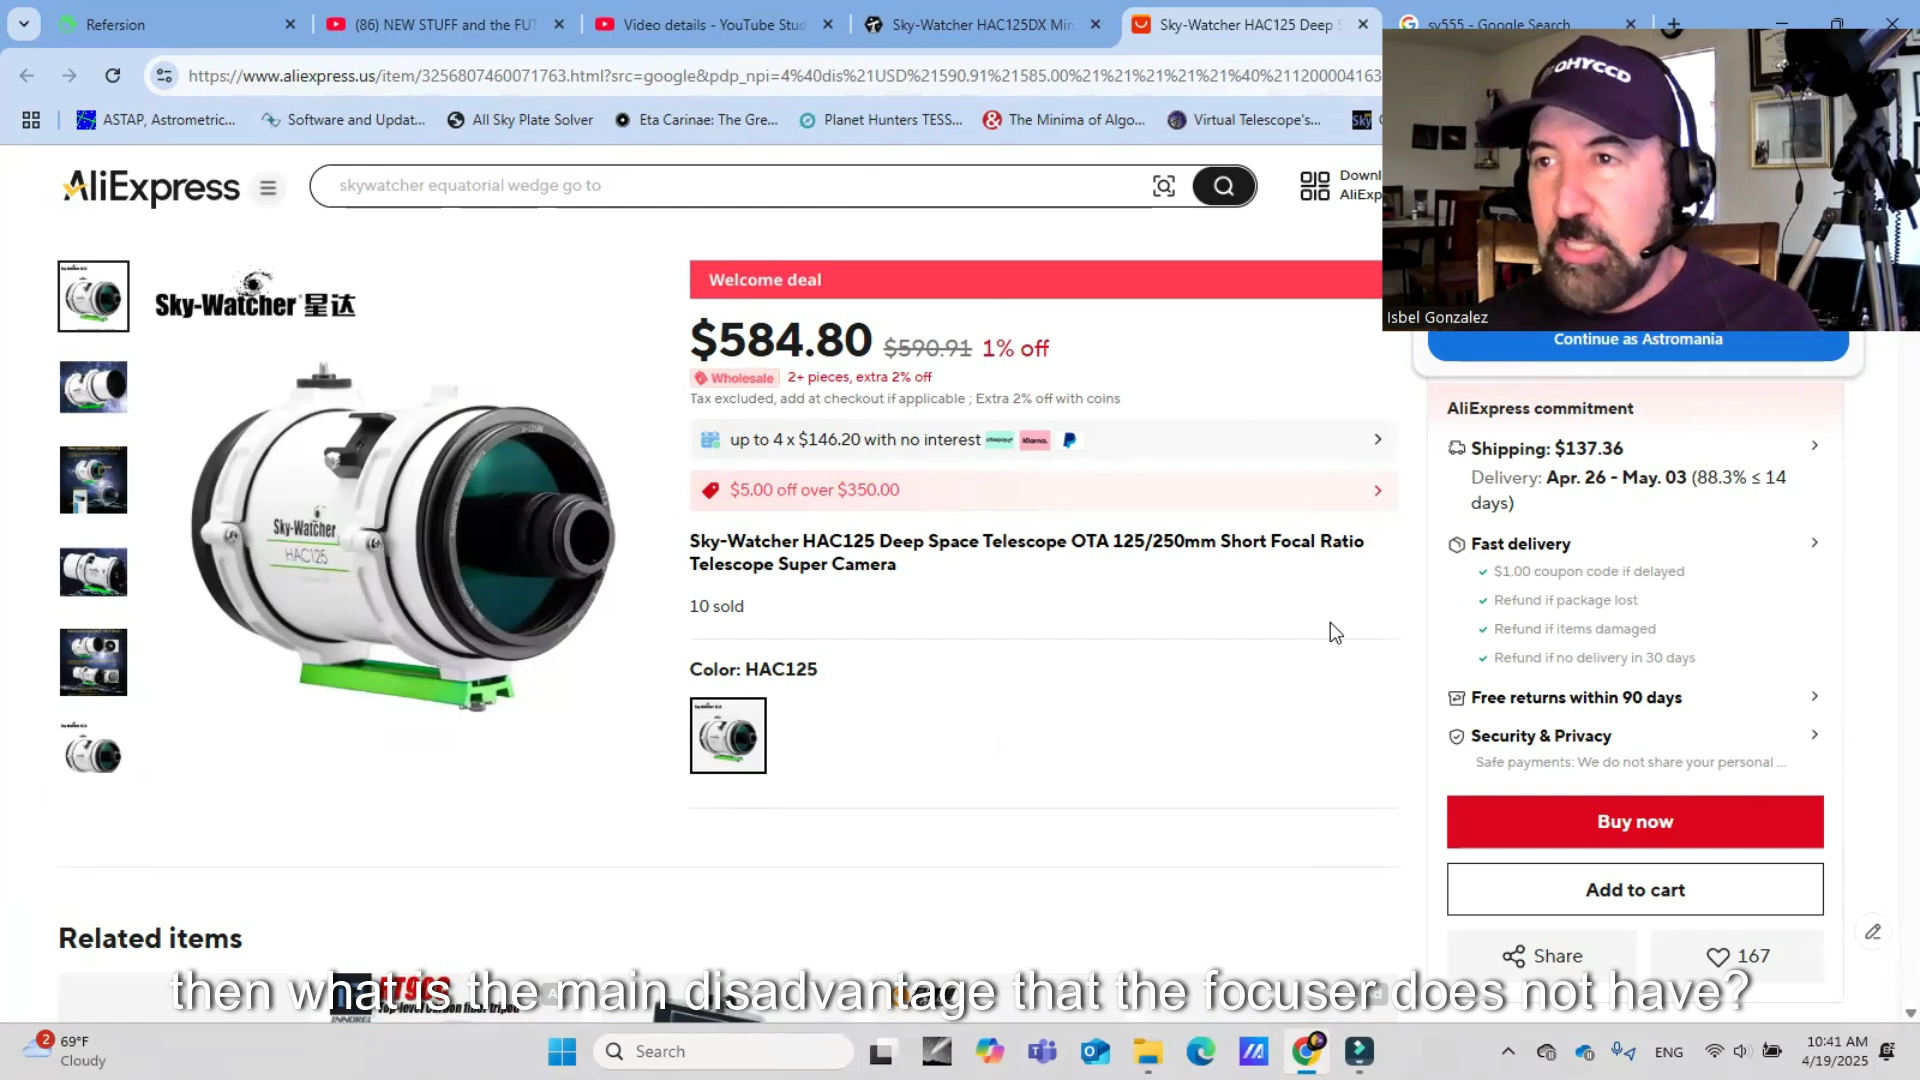 Refersion
(86) NEW STUFF and the FUT
Video details - YouTube Stud
Sky-Watcher HAC125DX Min
Sky-Watcher HAC125 Deep S
sv555 - Google Search
https://www.aliexpress.us/item/3256807460071763.html?src=google&pdp_npi=4%40dis%21USD%21590.91%21585.00%21%21%21%21%21%40%211200004163
ASTAP, Astrometric...
Software and Updat...
All Sky Plate Solver
Eta Carinae: The Gre...
Planet Hunters TESS...
The Minima of Algo...
Virtual Telescope's...
Sky
QHYCCD
AliExpress
skywatcher equatorial wedge go to
Downl
AliExp
Isbel Gonzalez
Sky-Watcher 星达
Sky-Watcher
HAC125
Welcome deal
$584.80 $590.91 1% off
Wholesale 2+ pieces, extra 2% off
Tax excluded, add at checkout if applicable ; Extra 2% off with coins
up to 4 x $146.20 with no interest Klarna.
$5.00 off over $350.00
Sky-Watcher HAC125 Deep Space Telescope OTA 125/250mm Short Focal Ratio
Telescope Super Camera
10 sold
Color: HAC125
Continue as Astromania
AliExpress commitment
Shipping: $137.36
Delivery: Apr. 26 - May. 03 (88.3% ≤ 14
days)
Fast delivery
$1.00 coupon code if delayed
Refund if package lost
Refund if items damaged
Refund if no delivery in 30 days
Free returns within 90 days
Security & Privacy
Safe payments: We do not share your personal ...
Buy now
Add to cart
Share
167
Related items
then what is the main disadvantage that the focuser does not have?
2
69°F
Cloudy
Search
ENG
10:41 AM
4/19/2025